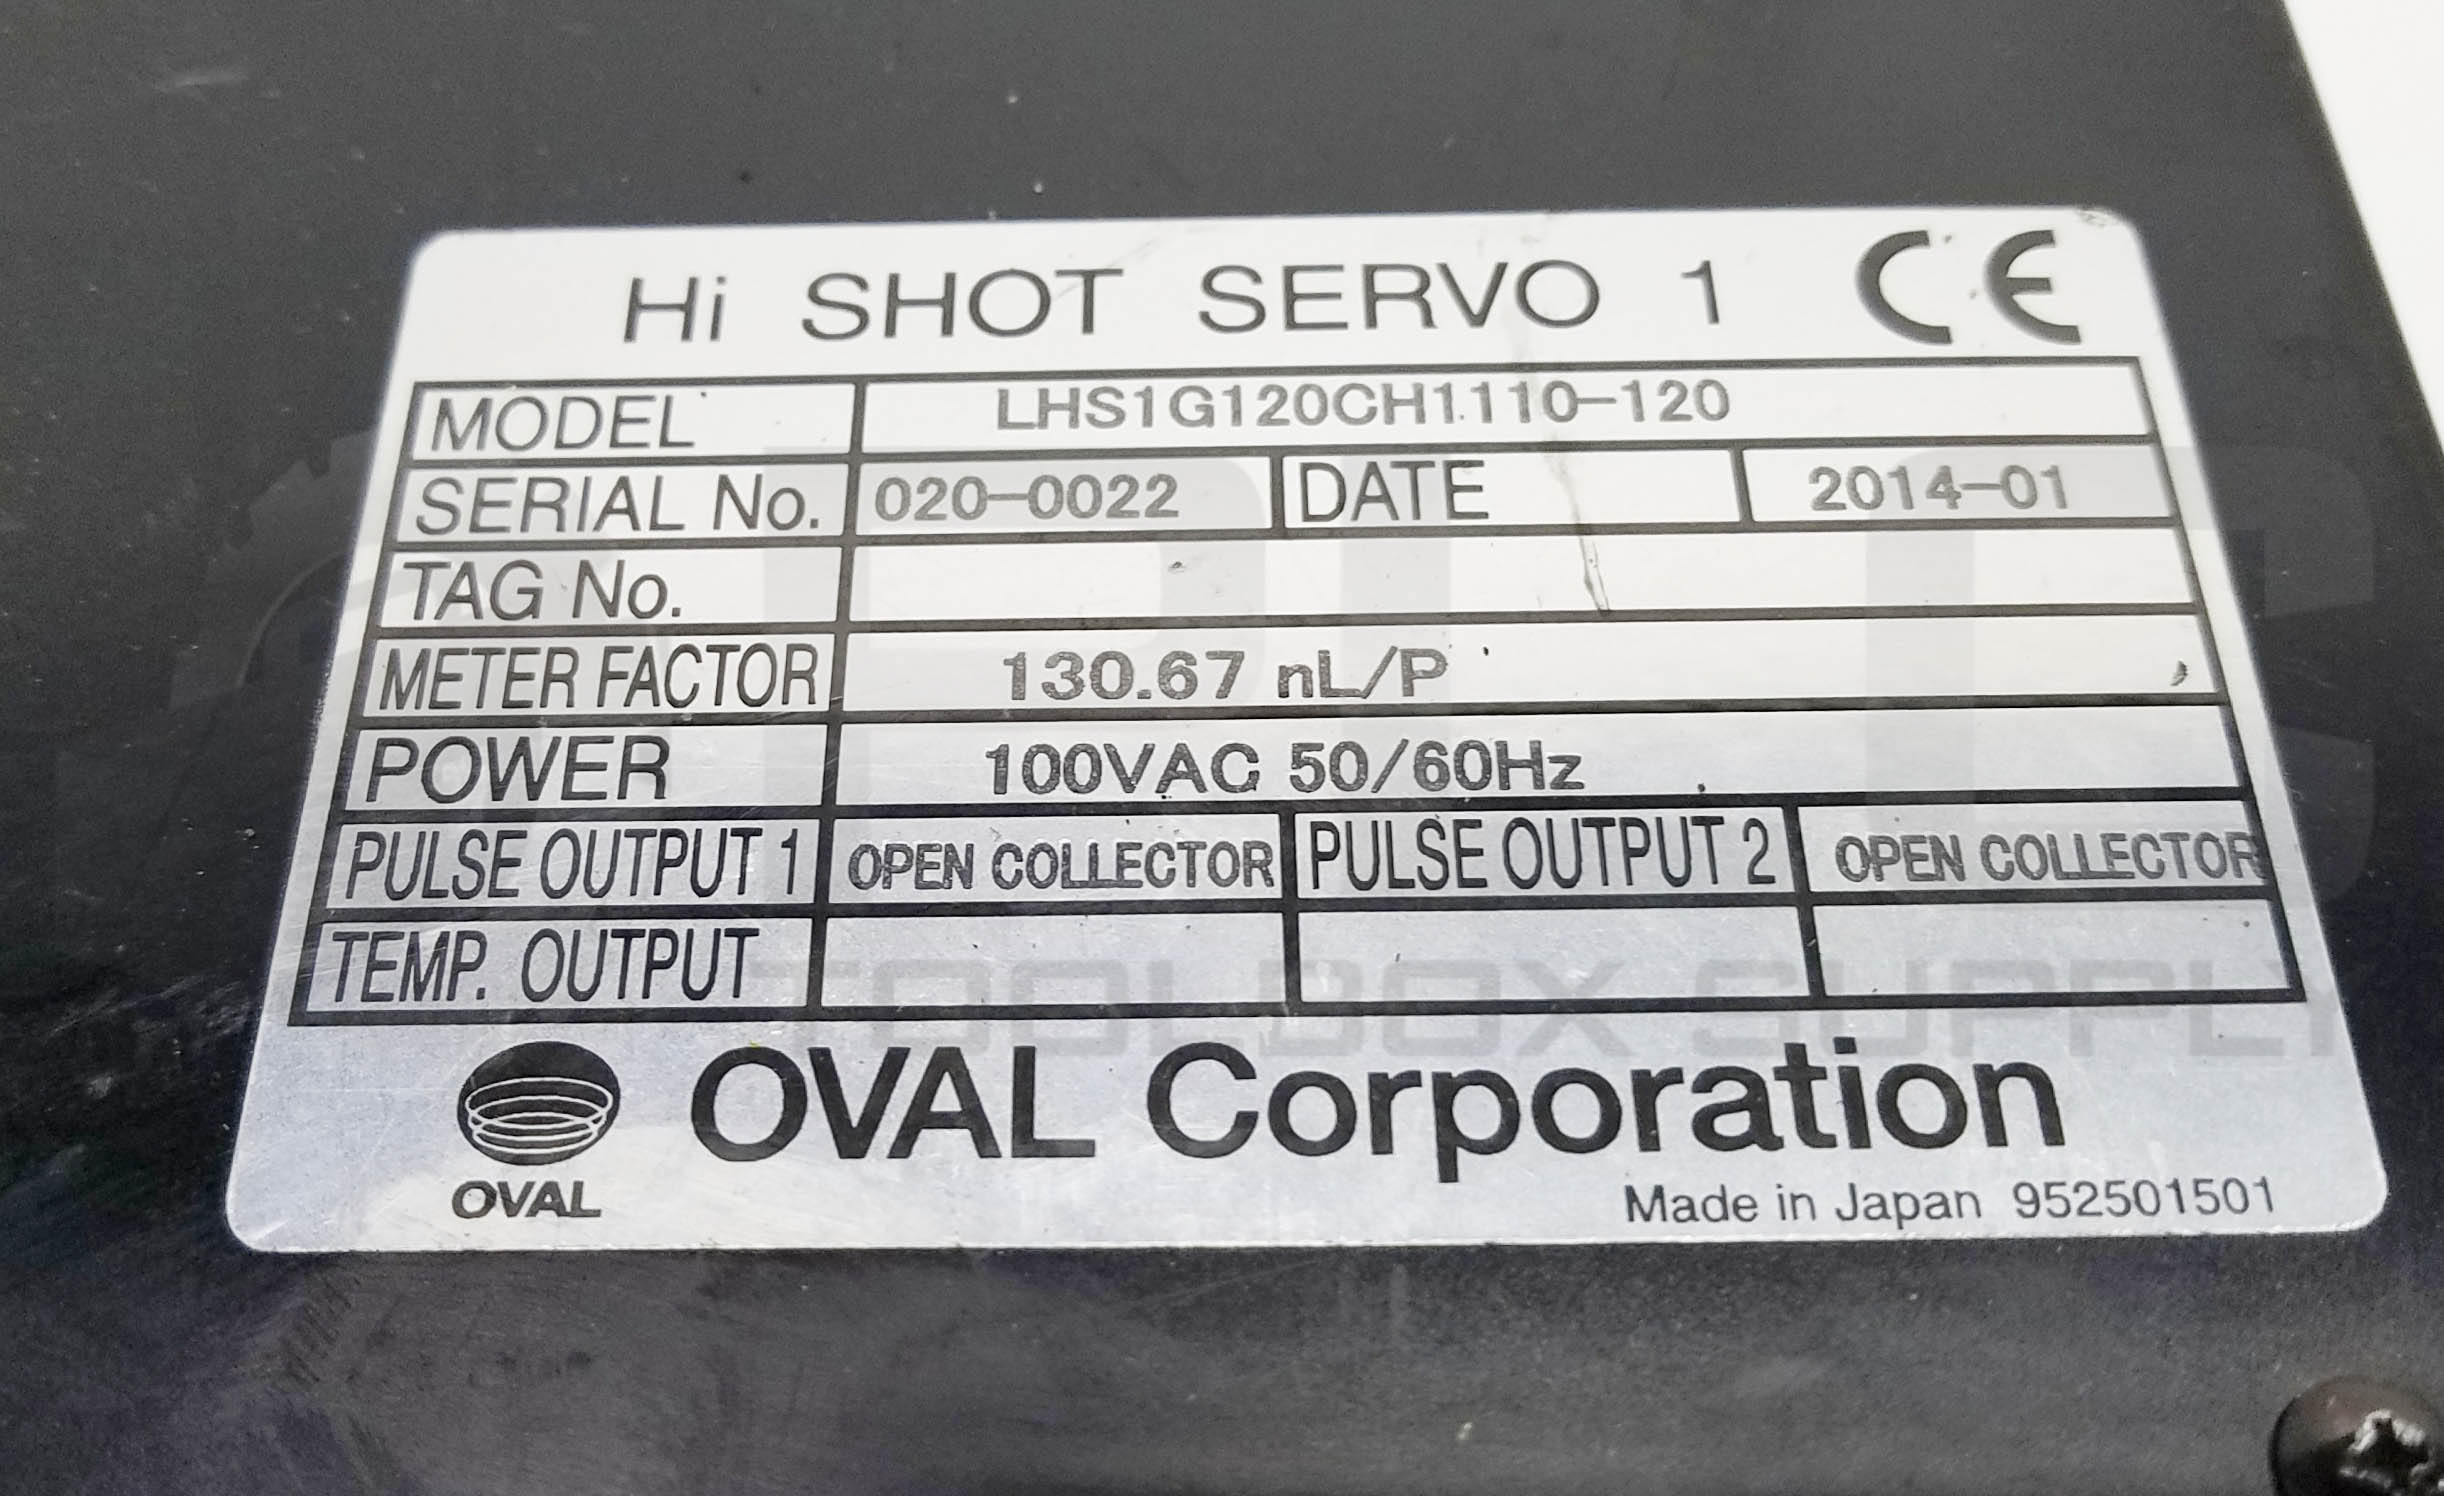 Hi SHOT SERVO 1 CE
MODEL LHS1G120CH1110-120
SERIAL No. 020-0022 DATE 2014-01
TAG No.
METER FACTOR 130.67 nL/P
POWER 100VAC 50/60Hz
PULSE OUTPUT 1 OPEN COLLECTOR PULSE OUTPUT 2 OPEN COLLECTOR
TEMP. OUTPUT
TOOLBOX SUPPLY
OVAL Corporation
OVAL
Made in Japan 952501501